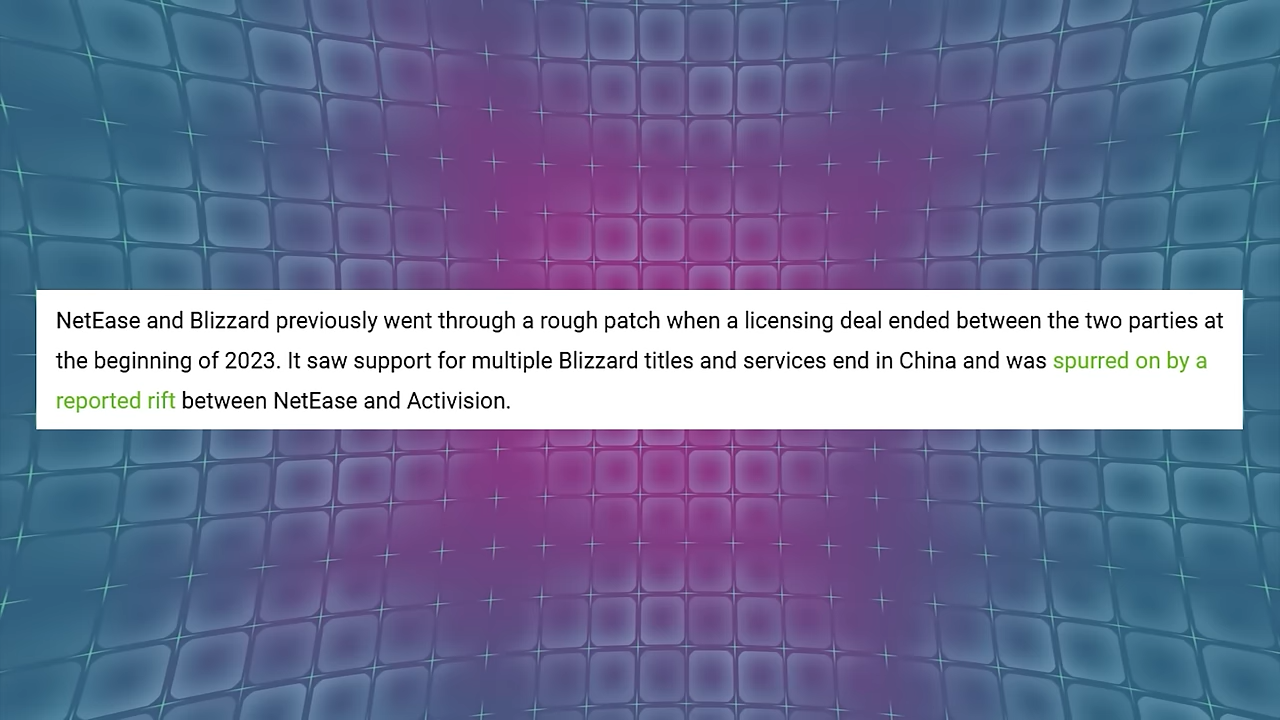 NetEase and Blizzard previously went through a rough patch when a licensing deal ended between the two parties at
the beginning of 2023. It saw support for multiple Blizzard titles and services end in China and was spurred on by a
reported rift between NetEase and Activision.